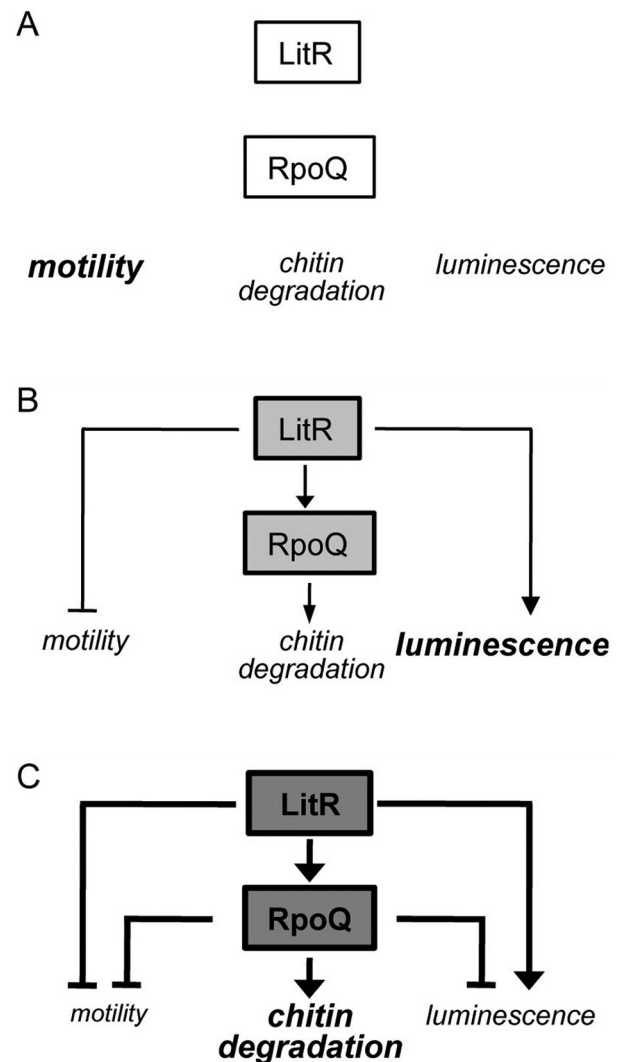 A
LitR
RpoQ
motility
chitin
degradation
luminescence
B
LitR
RpoQ
motility
chitin
degradation
luminescence
C
LitR
RpoQ
motility
chitin
degradation
luminescence